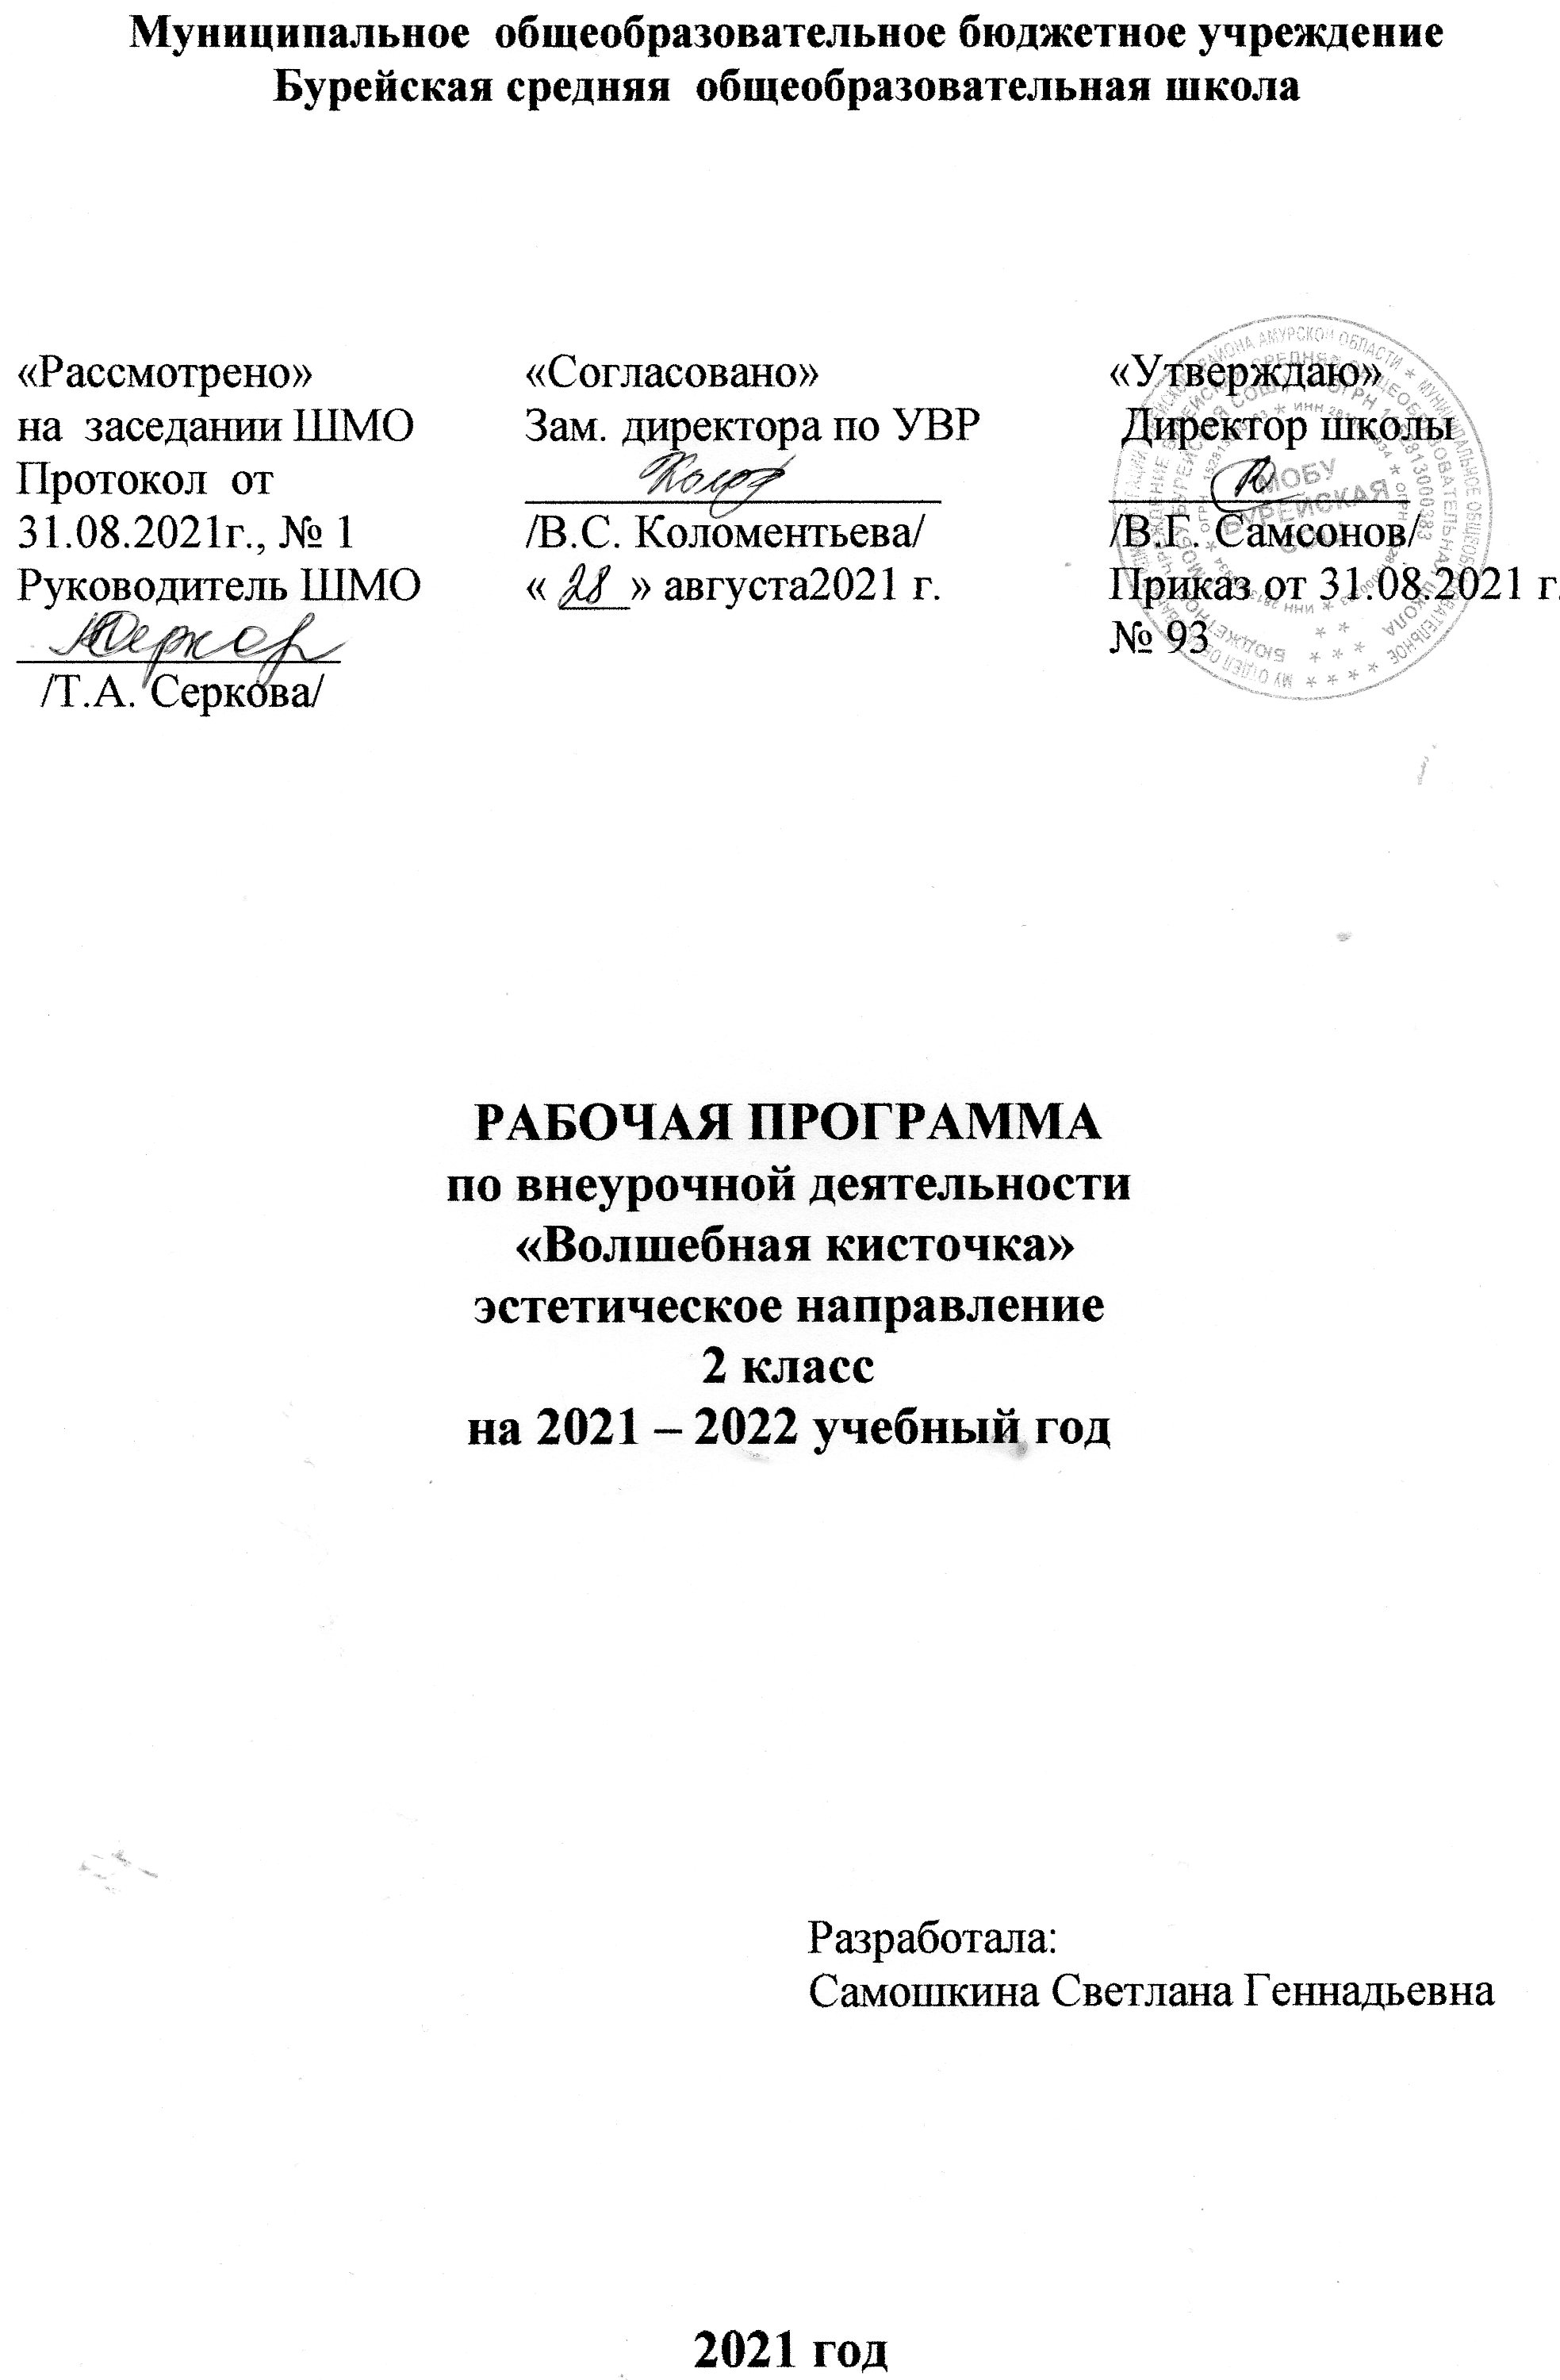 Муниципальное общеобразовательное бюджетное учреждение
Бурейская средняя общеобразовательная школа
«Рассмотрено»
на заседании ШМО
Протокол от
31.08.2021г., № 1
Руководитель ШМО
/Т.А. Серкова/
«Согласовано»
Зам. директора по УВР
/В.С. Коломентьева/
« 28 » августа2021 г.
«Утверждаю»
Директор школы
/В.Г. Самсонов/
Приказ от 31.08.2021 г.
№ 93
МОБУ
БУРЕЙСКАЯ
РАБОЧАЯ ПРОГРАММА
по внеурочной деятельности
«Волшебная кисточка»
эстетическое направление
2 класс
на 2021 – 2022 учебный год
Разработала:
Самошкина Светлана Геннадьевна
2021 год